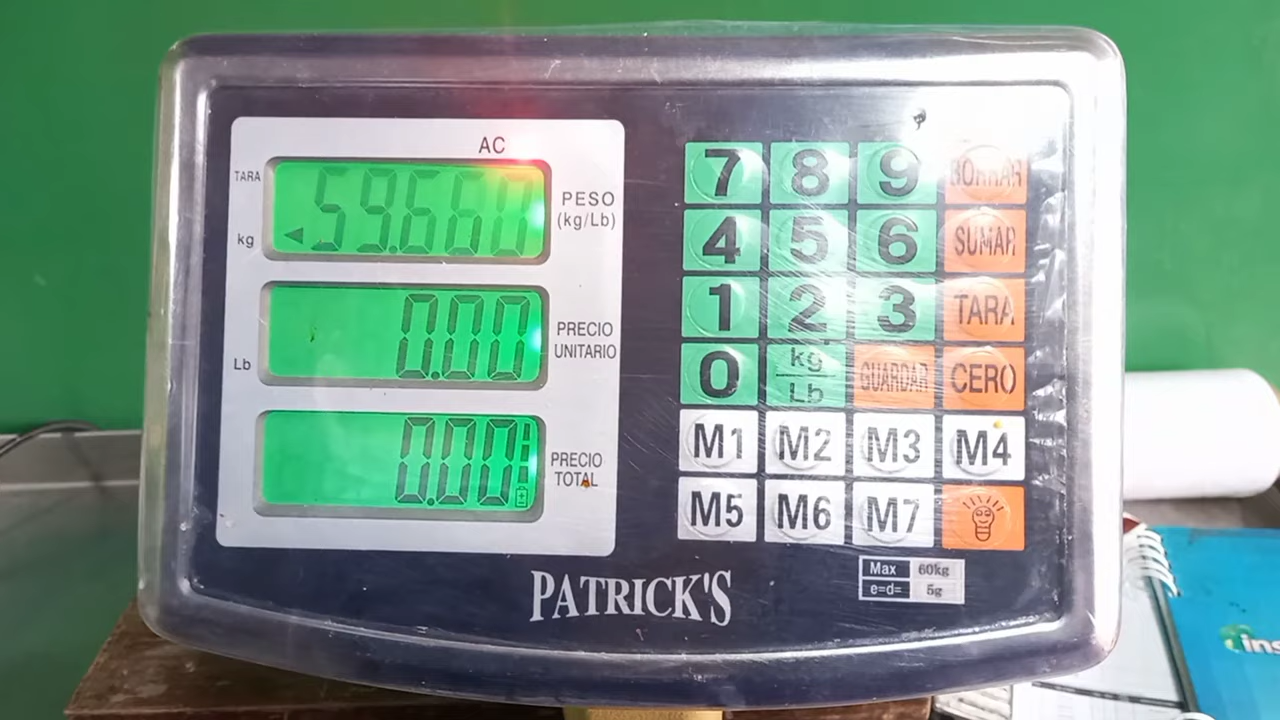 AC
TARA
59.660
PESO
(kg/Lb)
kg
0.00
PRECIO
UNITARIO
Lb
0.00
PRECIO
TOTAL
7 8 9 BORRAR
4 5 6 SUMAR
1 2 3 TARA
0 kg/Lb GUARDAR CERO
M1 M2 M3 M4
M5 M6 M7
PATRICK'S
Max 60kg
e=d= 5g
ins